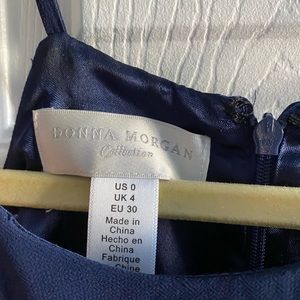 DONNA MORGAN
Collection
US 0
UK 4
EU 30
Made in
China
Hecho en
China
Fabrique
Chine